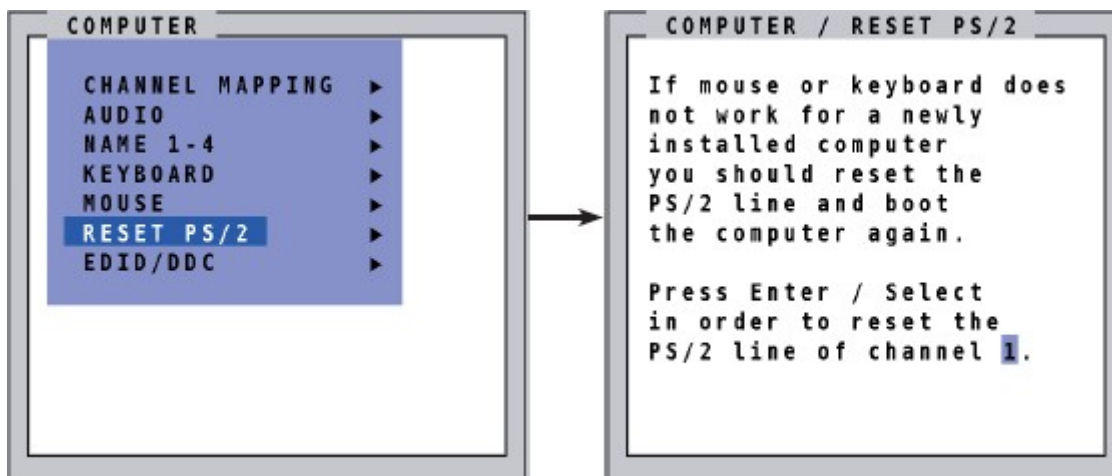 COMPUTER
CHANNEL MAPPING
AUDIO
NAME 1-4
KEYBOARD
MOUSE
RESET PS/2
EDID/DDC
COMPUTER / RESET PS/2
If mouse or keyboard does
not work for a newly
installed computer
you should reset the
PS/2 line and boot
the computer again.
Press Enter / Select
in order to reset the
PS/2 line of channel 1.